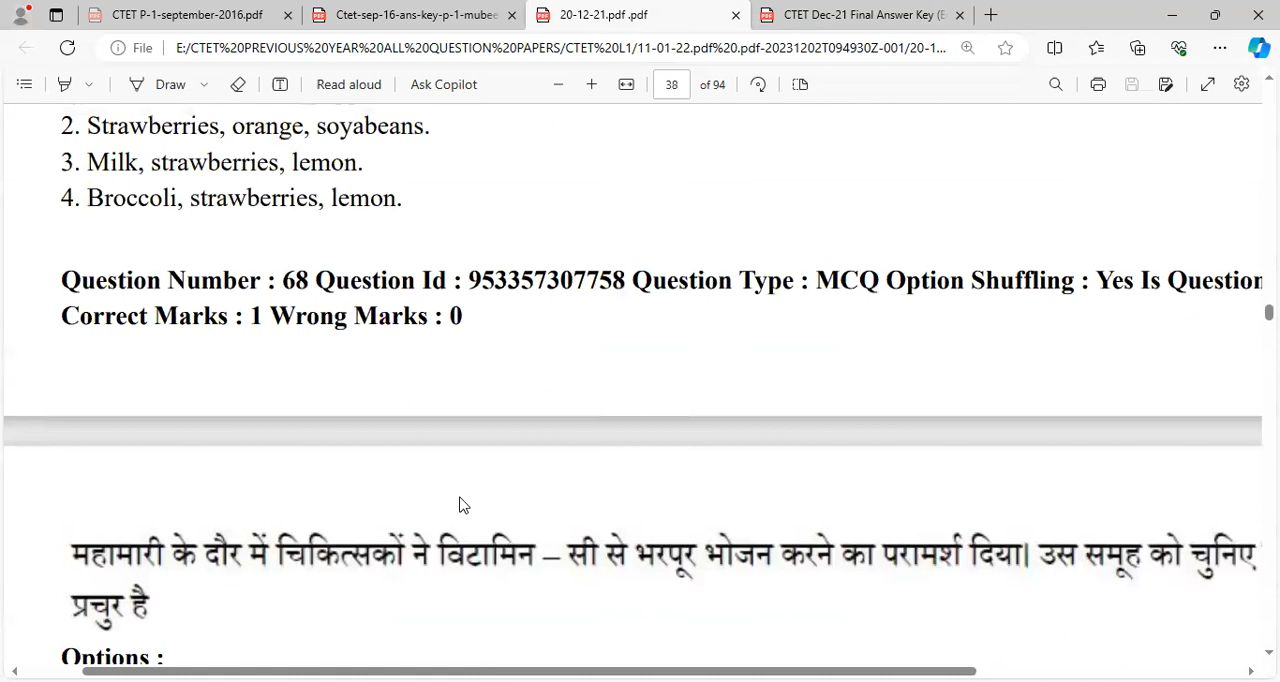 CTET P-1-september-2016.pdf
Ctet-sep-16-ans-key-p-1-mubee
20-12-21.pdf .pdf
CTET Dec-21 Final Answer Key (E
File
E:/CTET%20PREVIOUS%20YEAR%20ALL%20QUESTION%20PAPERS/CTET%20L1/11-01-22.pdf%20.pdf-20231202T094930Z-001/20-1...
Draw
Read aloud
Ask Copilot
38 of 94
2. Strawberries, orange, soyabeans.
3. Milk, strawberries, lemon.
4. Broccoli, strawberries, lemon.
Question Number : 68 Question Id : 953357307758 Question Type : MCQ Option Shuffling : Yes Is Question
Correct Marks : 1 Wrong Marks : 0
महामारी के दौर में चिकित्सकों ने विटामिन – सी से भरपूर भोजन करने का परामर्श दिया। उस समूह को चुनिए
प्रचुर है
Options :